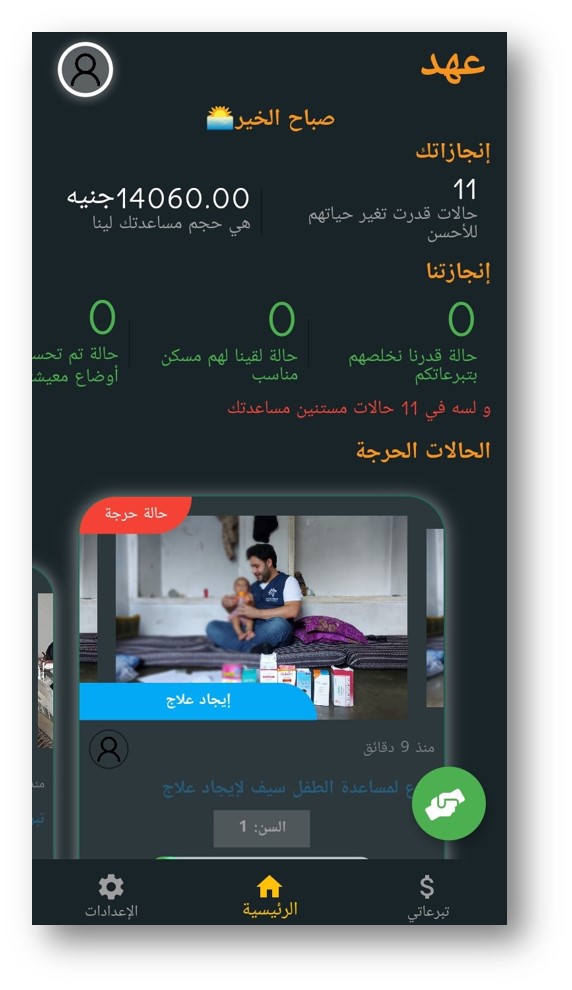 عهد
صباح الخير🌅
إنجازاتك
11
حالات قدرت تغير حياتهم
للأحسن
14060.00جنيه
هي حجم مساعدتك لينا
إنجازتنا
0
حالة قدرنا نخلصهم
بتبرعاتكم
0
حالة لقينا لهم مسكن
مناسب
0
حالة تم تحس
أوضاع معيش
و لسه في 11 حالات مستنين مساعدتك
الحالات الحرجة
حالة حرجة
إيجاد علاج
منذ 9 دقائق
ع لمساعدة الطفل سيف لإيجاد علاج
السن: 1
منذ
تبر
تبرعاتي
الرئيسية
الإعدادات